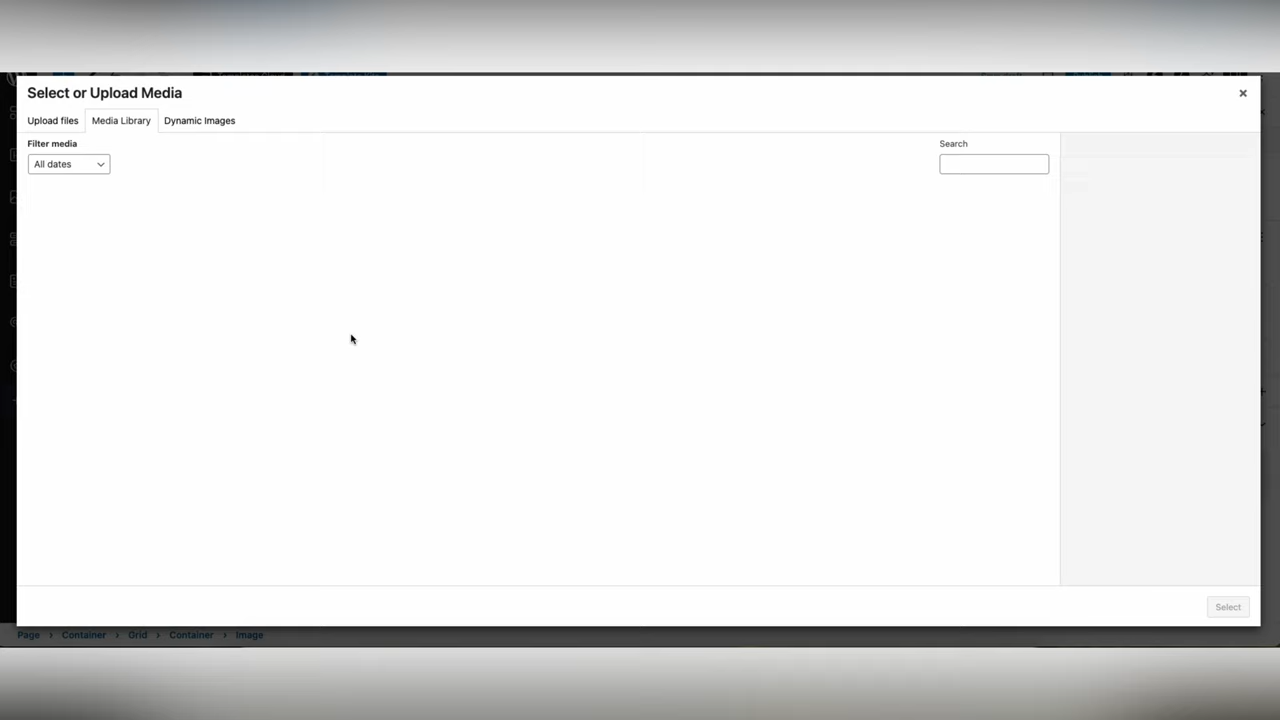 Select or Upload Media
Upload files Media Library Dynamic Images
Filter media
Search
All dates
Select
Page > Container > Grid > Container > Image